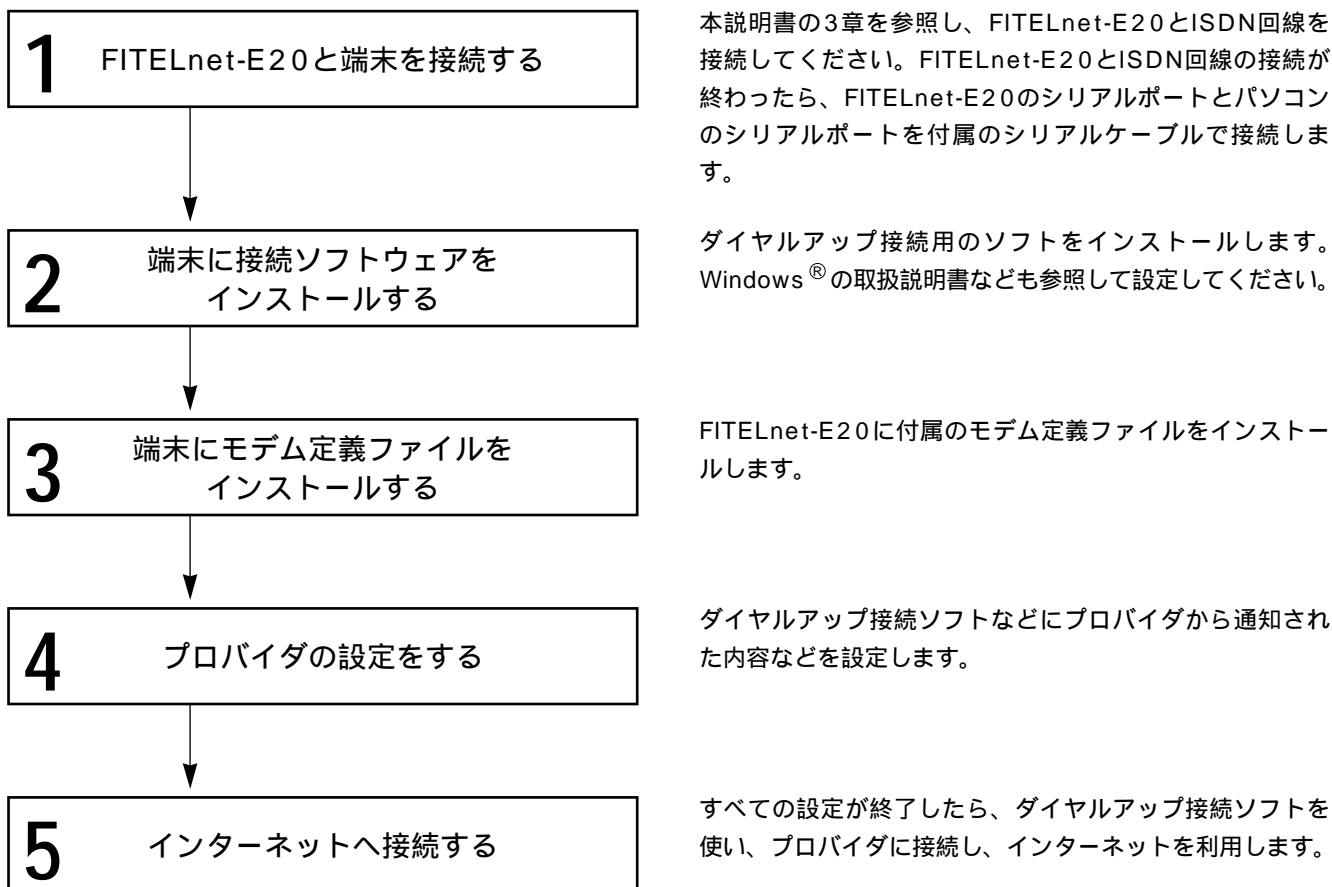 1 FITELnet-E20と端末を接続する
本説明書の3章を参照し、FITELnet-E20とISDN回線を
接続してください。FITELnet-E20とISDN回線の接続が
終わったら、FITELnet-E20のシリアルポートとパソコン
のシリアルポートを付属のシリアルケーブルで接続しま
す。
2 端末に接続ソフトウェアを
インストールする
ダイヤルアップ接続用のソフトをインストールします。
Windows®の取扱説明書なども参照して設定してください。
3 端末にモデム定義ファイルを
インストールする
FITELnet-E20に付属のモデム定義ファイルをインストー
ルします。
4 プロバイダの設定をする
ダイヤルアップ接続ソフトなどにプロバイダから通知され
た内容などを設定します。
5 インターネットへ接続する
すべての設定が終了したら、ダイヤルアップ接続ソフトを
使い、プロバイダに接続し、インターネットを利用します。